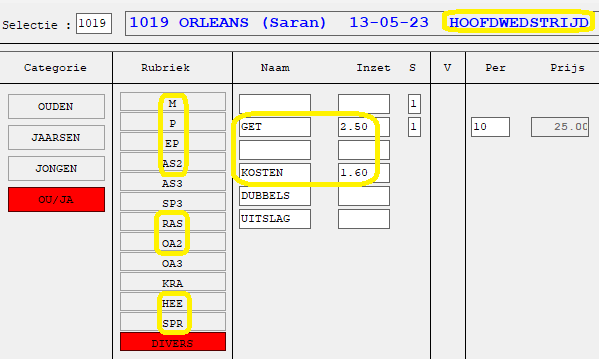 Selectie : 1019 1019 ORLEANS (Saran) 13-05-23 HOOFDWEDSTRIJD
Categorie Rubriek Naam Inzet S V Per Prijs
OUDEN
JAARSEN
JONGEN
OU/JA
M
P
EP
AS2
AS3
SP3
RAS
OA2
OA3
KRA
HEE
SPR
DIVERS
1
GET 2.50 1 10 25.00
KOSTEN 1.60
DUBBELS
UITSLAG